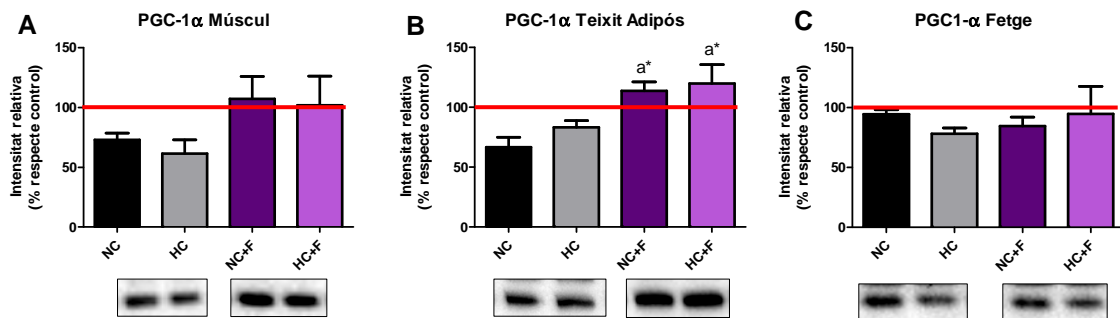 A
PGC-1α Múscul
Intensitat relativa
(% respecte control)
150
100
50
0
NC
HC
NC+F
HC+F
B
PGC-1α Teixit Adipós
Intensitat relativa
(% respecte control)
150
100
50
0
a*
a*
NC
HC
NC+F
HC+F
C
PGC1-α Fetge
Intensitat relativa
(% respecte control)
150
100
50
0
NC
HC
NC+F
HC+F